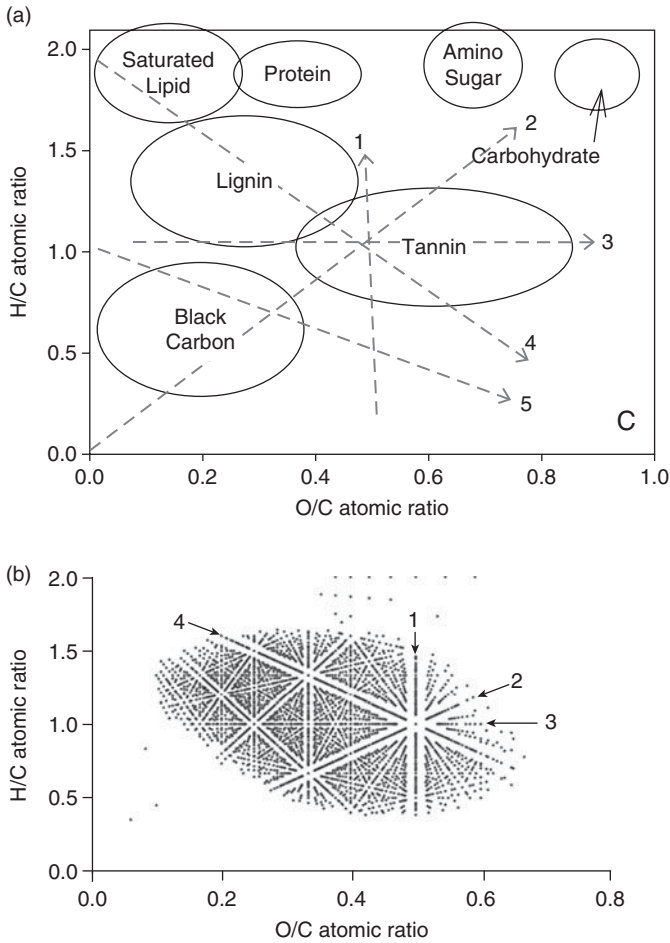 (a)
2.0
1.5
1.0
0.5
0.0
H/C atomic ratio
Saturated
Lipid
Protein
Amino
Sugar
Carbohydrate
1
2
Lignin
Tannin
3
Black
Carbon
4
5
C
0.0 0.2 0.4 0.6 0.8 1.0
O/C atomic ratio
(b)
2.0
1.5
1.0
0.5
0.0
H/C atomic ratio
4
1
2
3
0.0 0.2 0.4 0.6 0.8
O/C atomic ratio